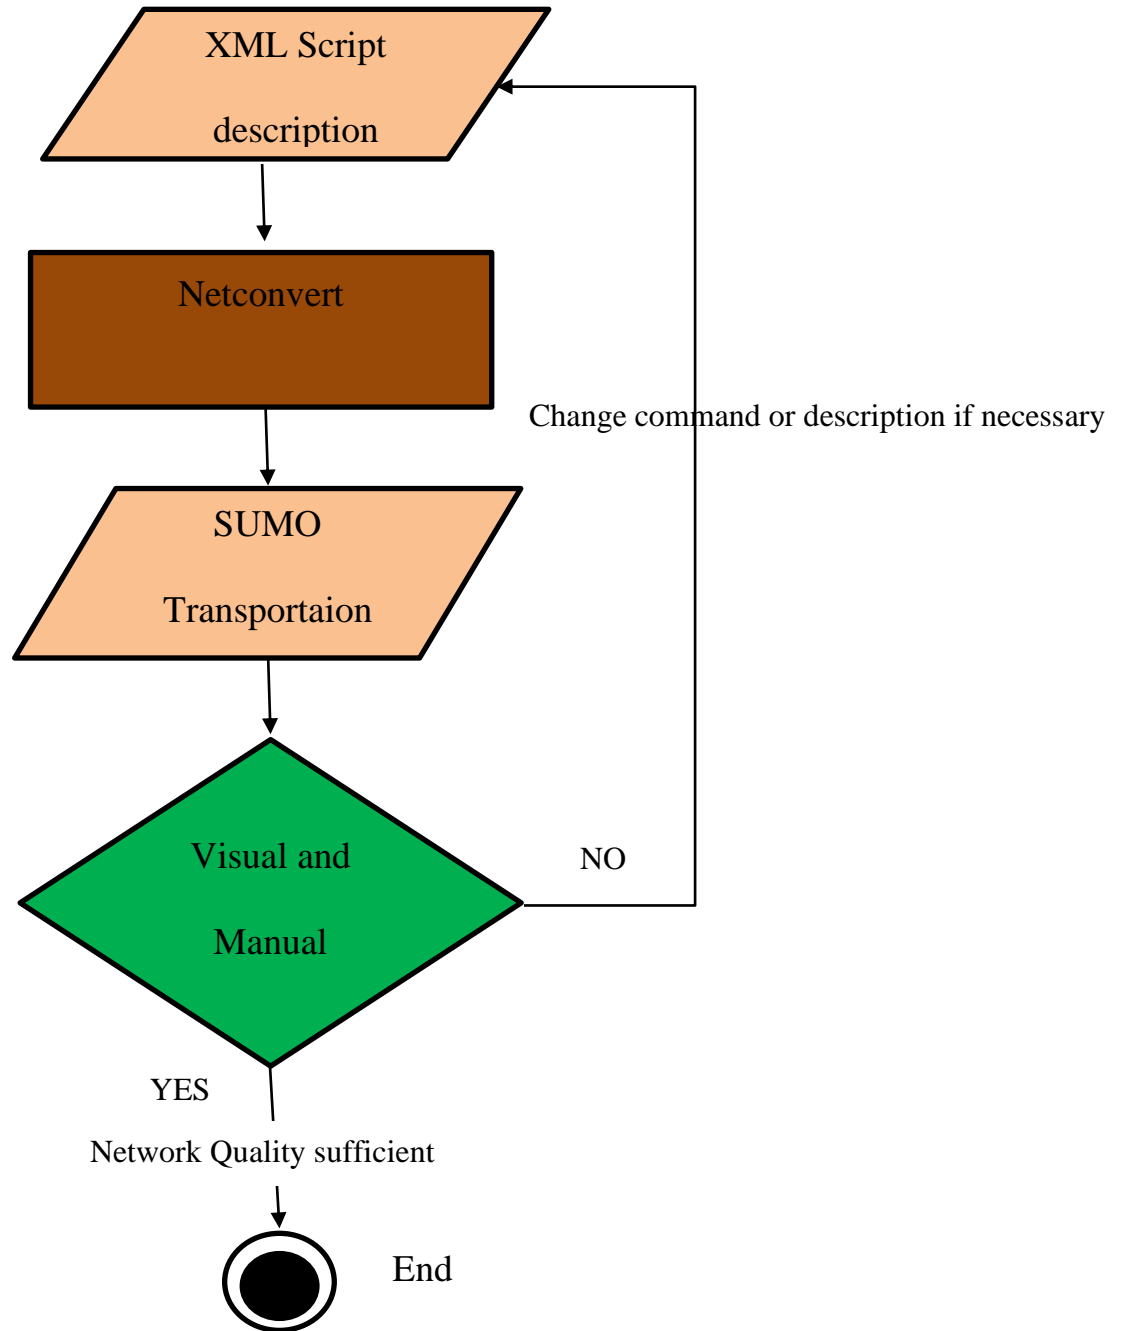 XML Script
description
Netconvert
Change command or description if necessary
SUMO
Transportaion
Visual and
Manual
NO
YES
Network Quality sufficient
End